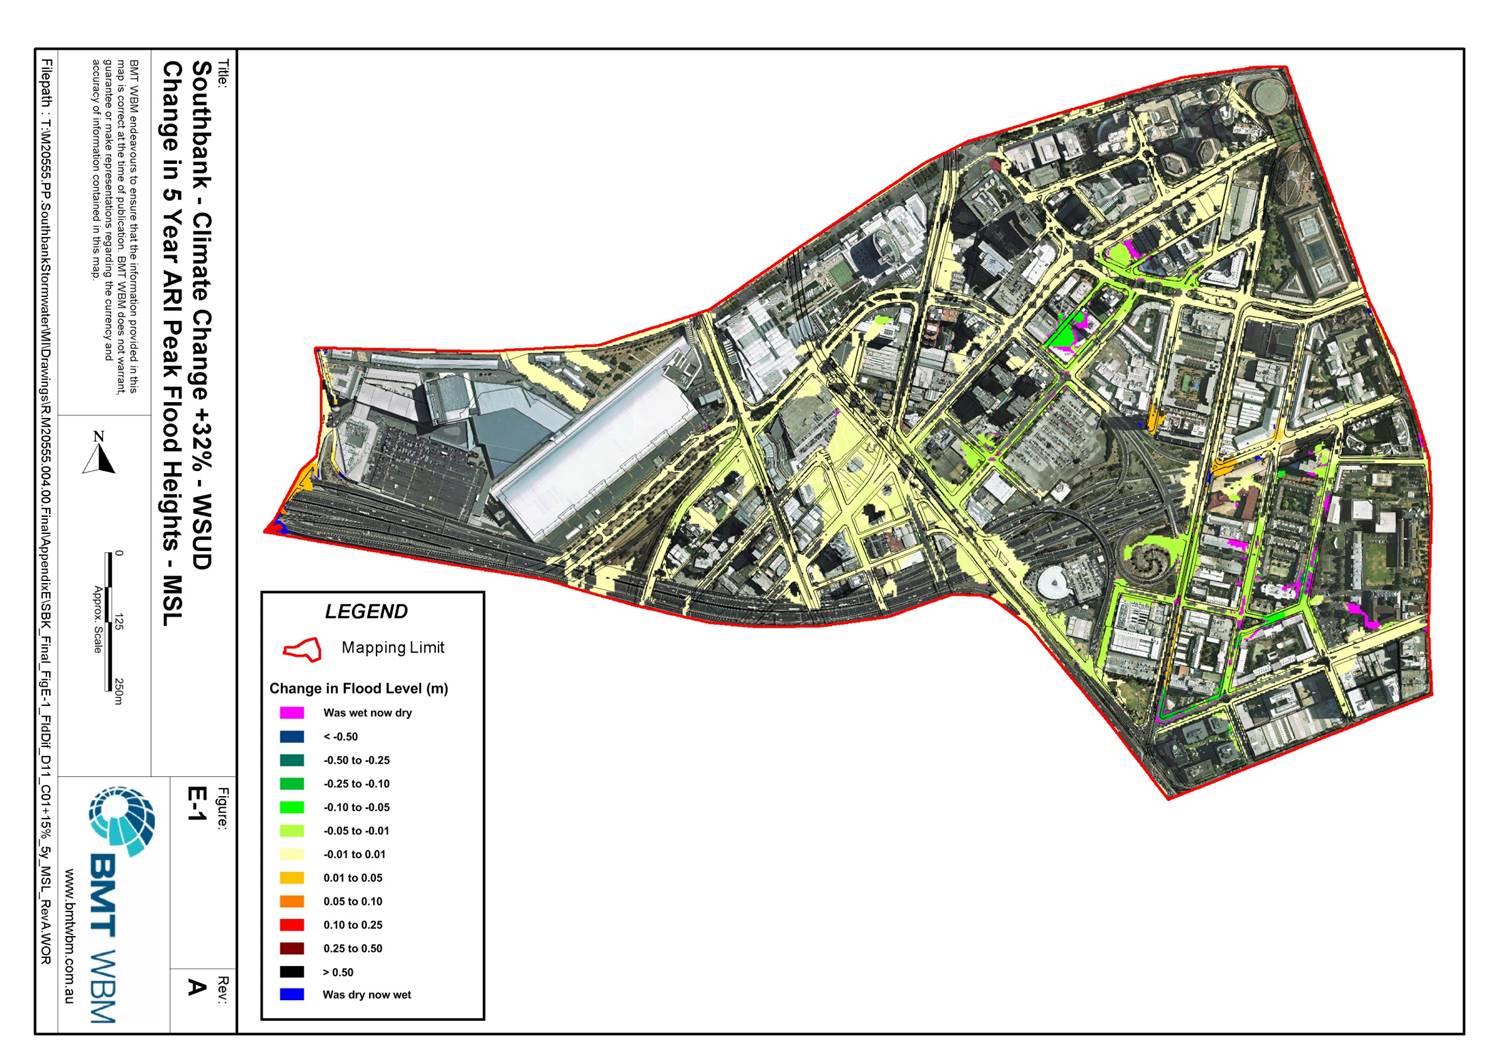 Title:
Southbank - Climate Change +32% - WSUD
Change in 5 Year ARI Peak Flood Heights - MSL
BMT WBM endeavours to ensure that the information provided in this
map is correct at the time of publication. BMT WBM does not warrant,
guarantee or make representations regarding the currency and
accuracy of information contained in this map.
N
0 125 250m
Approx. Scale
Figure:
E-1
Rev:
A
BMT WBM
www.bmtwbm.com.au
Filepath : T:\M20555.PP.SouthbankStormwater\MI\Drawings\R.M20555.004.00.Final\AppendixE\SBK_Final_FigE-1_FldDif_D11_C01+15%_5y_MSL_RevA.WOR
LEGEND
Mapping Limit
Change in Flood Level (m)
Was wet now dry
< -0.50
-0.50 to -0.25
-0.25 to -0.10
-0.10 to -0.05
-0.05 to -0.01
-0.01 to 0.01
0.01 to 0.05
0.05 to 0.10
0.10 to 0.25
0.25 to 0.50
> 0.50
Was dry now wet